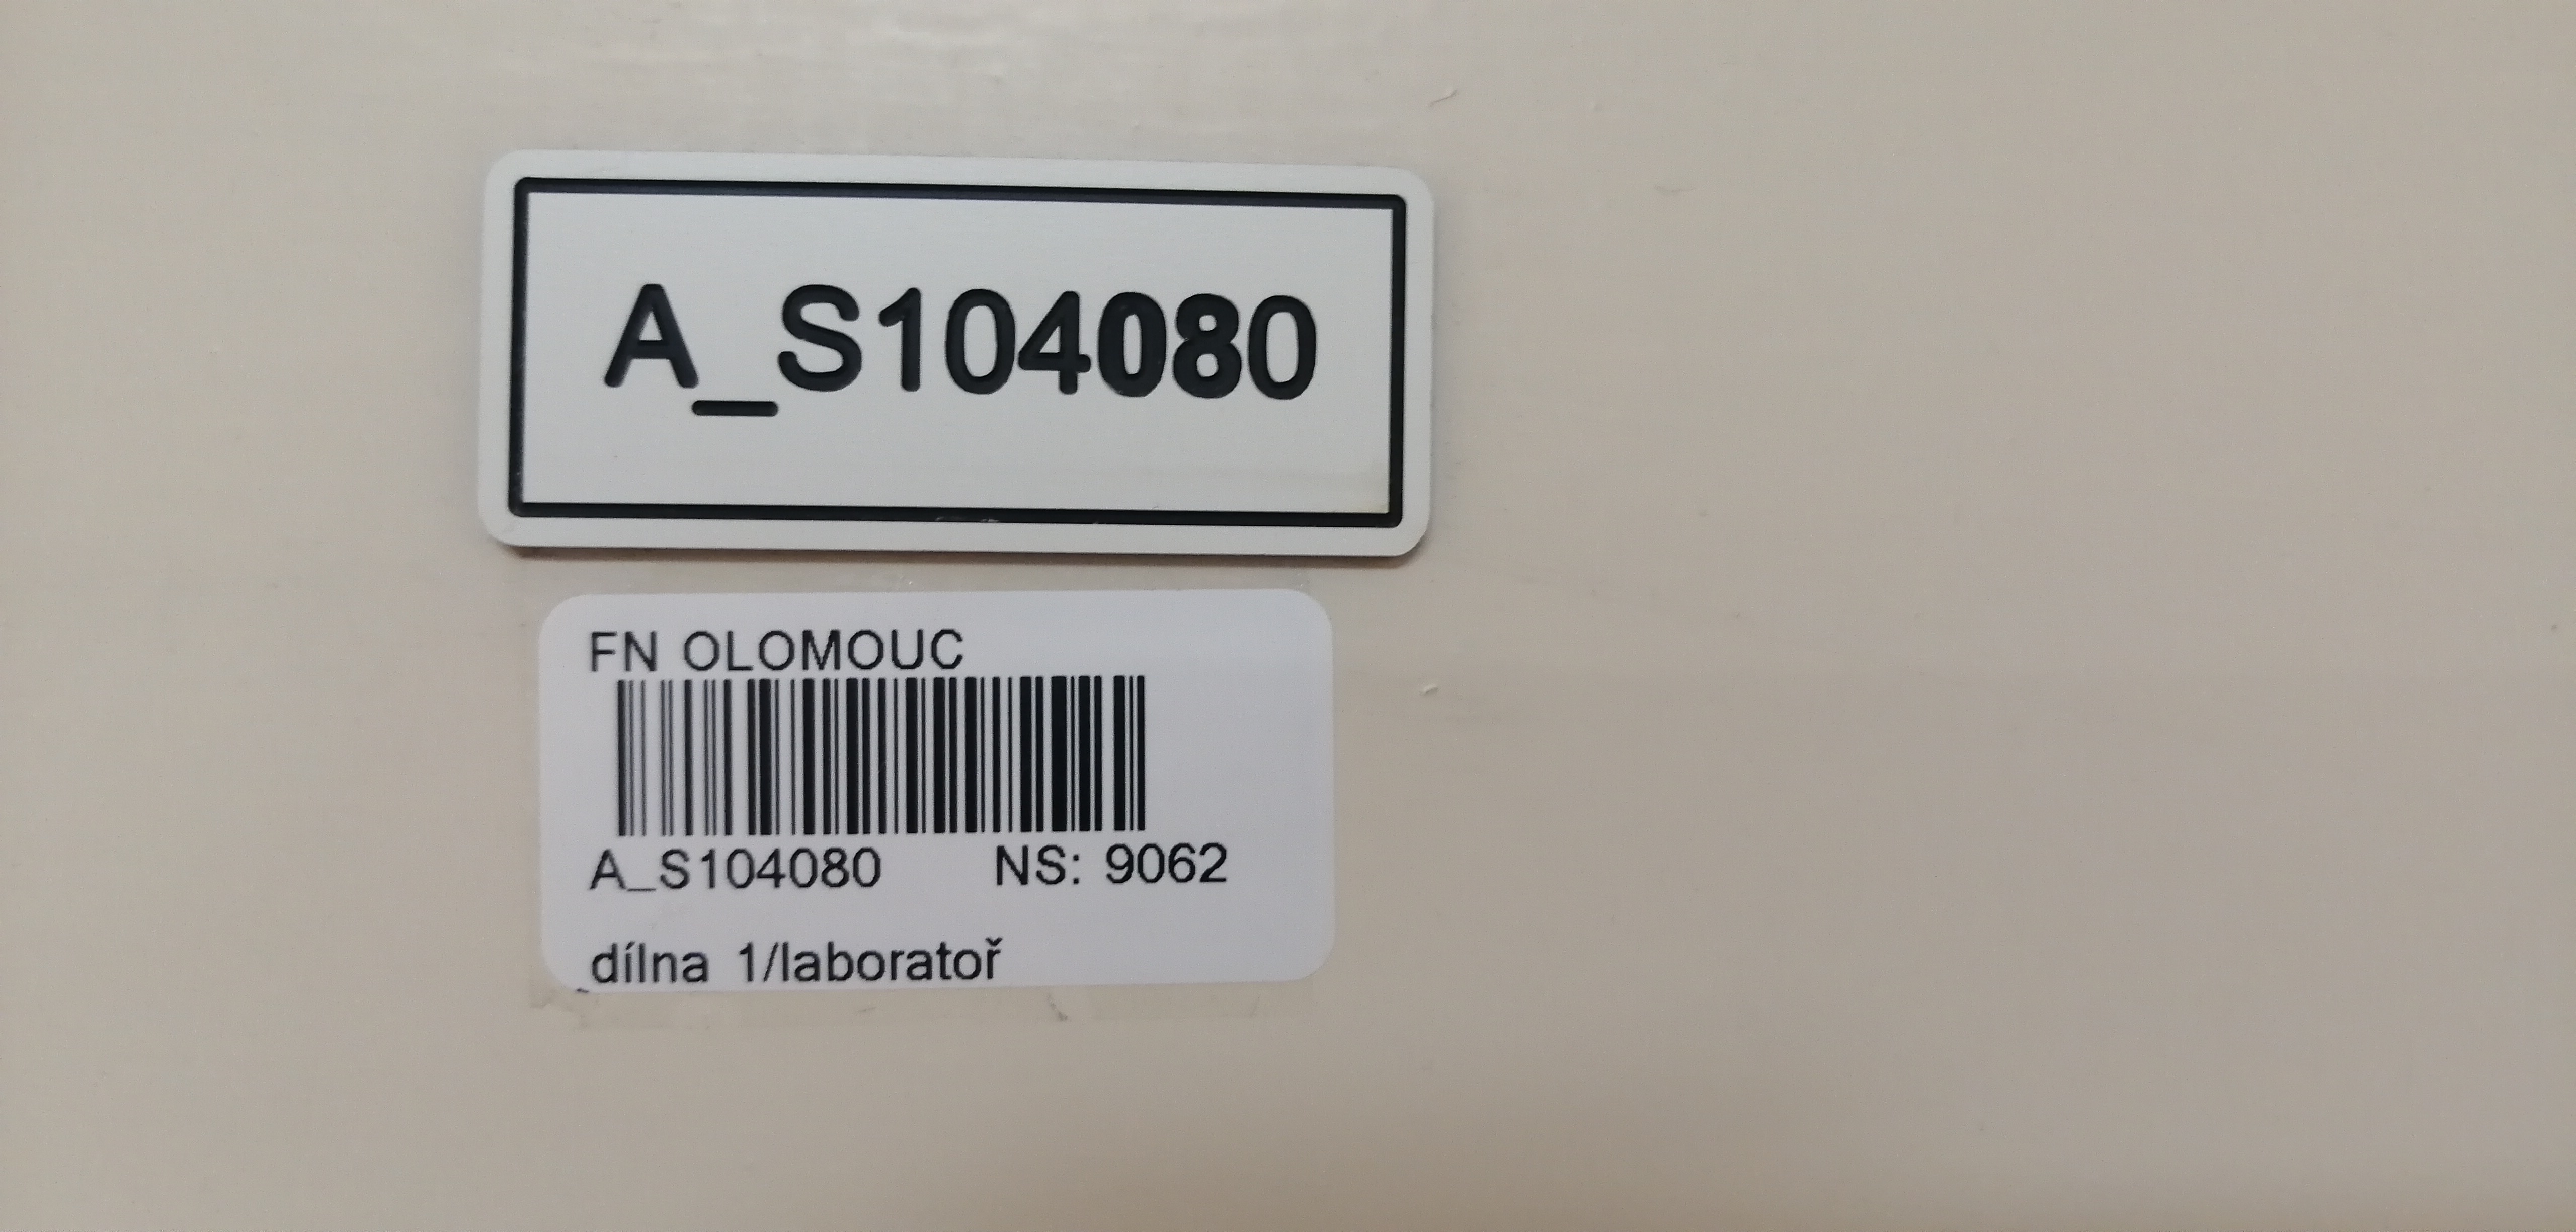 A_S104080
FN OLOMOUC
A_S104080 NS: 9062
dílna 1/laboratoř